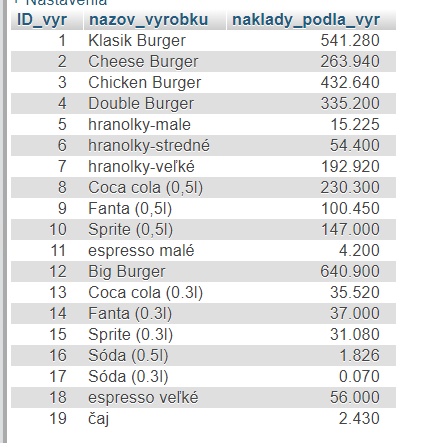 + Nastavenia
ID_vyr nazov_vyrobku naklady_podla_vyr
1 Klasik Burger 541.280
2 Cheese Burger 263.940
3 Chicken Burger 432.640
4 Double Burger 335.200
5 hranolky-male 15.225
6 hranolky-stredné 54.400
7 hranolky-veľké 192.920
8 Coca cola (0,5l) 230.300
9 Fanta (0,5l) 100.450
10 Sprite (0,5l) 147.000
11 espresso malé 4.200
12 Big Burger 640.900
13 Coca cola (0.3l) 35.520
14 Fanta (0.3l) 37.000
15 Sprite (0.3l) 31.080
16 Sóda (0.5l) 1.826
17 Sóda (0.3l) 0.070
18 espresso veľké 56.000
19 čaj 2.430